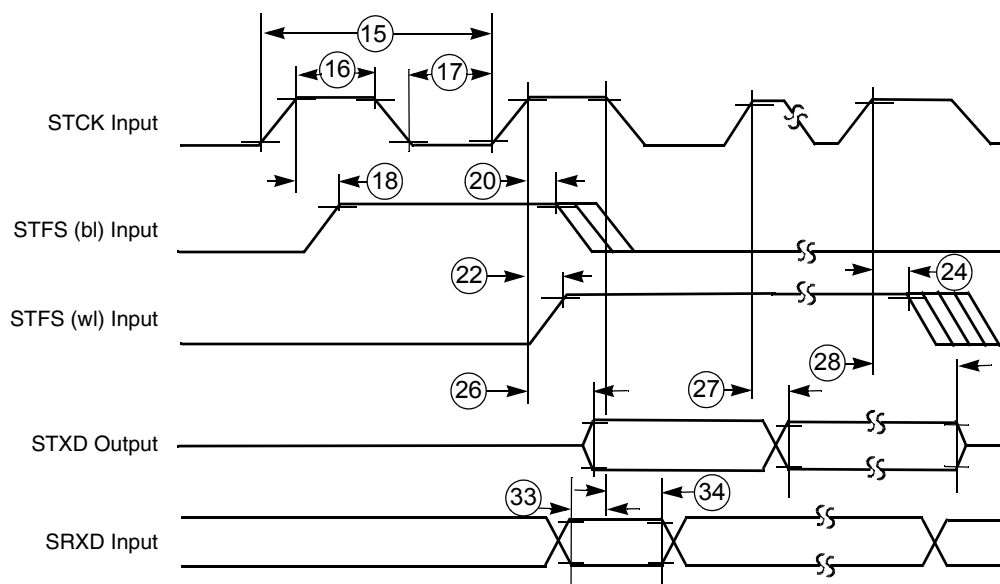 15
16
17
STCK Input
18
20
STFS (bl) Input
22
24
STFS (wl) Input
26
27
28
STXD Output
33
34
SRXD Input